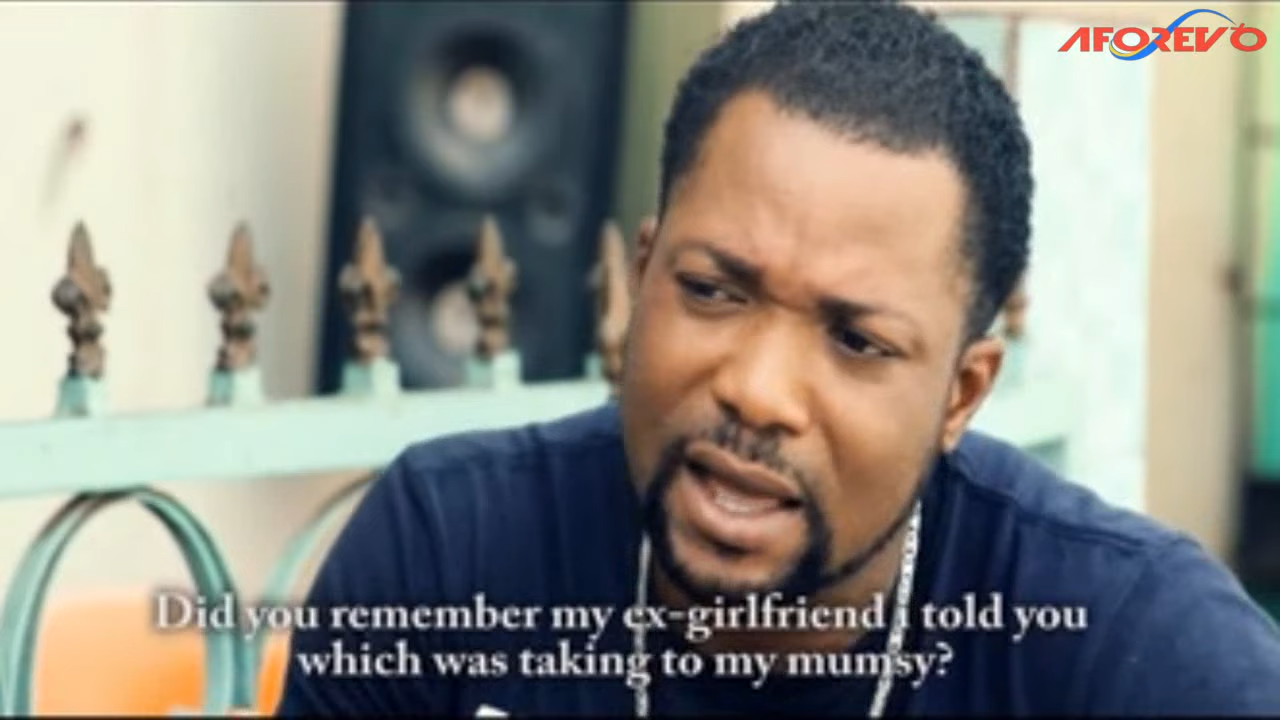 AFOREVO
Did you remember my ex-girlfriend i told you
which was taking to my mumsy?